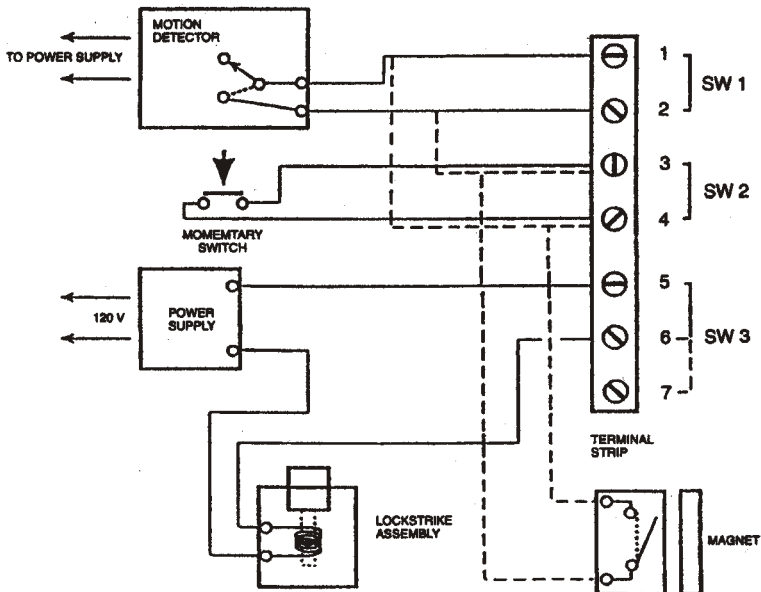 MOTION
DETECTOR
TO POWER SUPPLY
1
SW 1
2
3
SW 2
4
MOMEMTARY
SWITCH
5
POWER
SUPPLY
120 V
6
SW 3
7
TERMINAL
STRIP
LOCKSTRIKE
ASSEMBLY
MAGNET